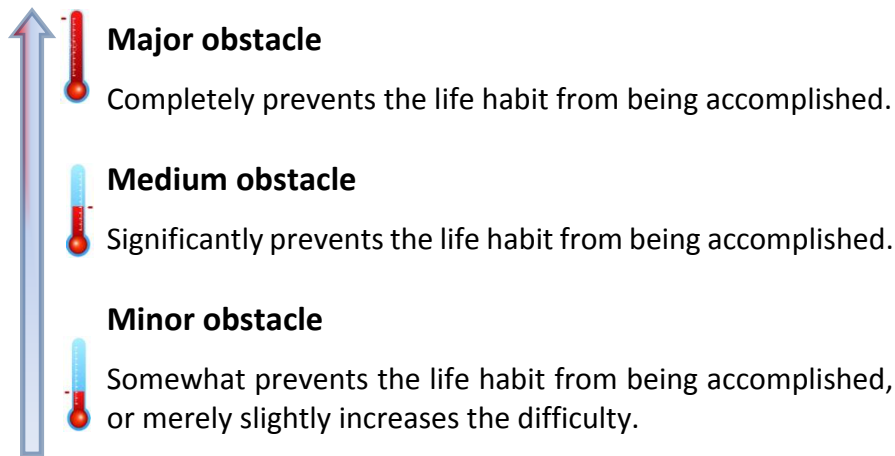 Major obstacle
Completely prevents the life habit from being accomplished.
Medium obstacle
Significantly prevents the life habit from being accomplished.
Minor obstacle
Somewhat prevents the life habit from being accomplished,
or merely slightly increases the difficulty.